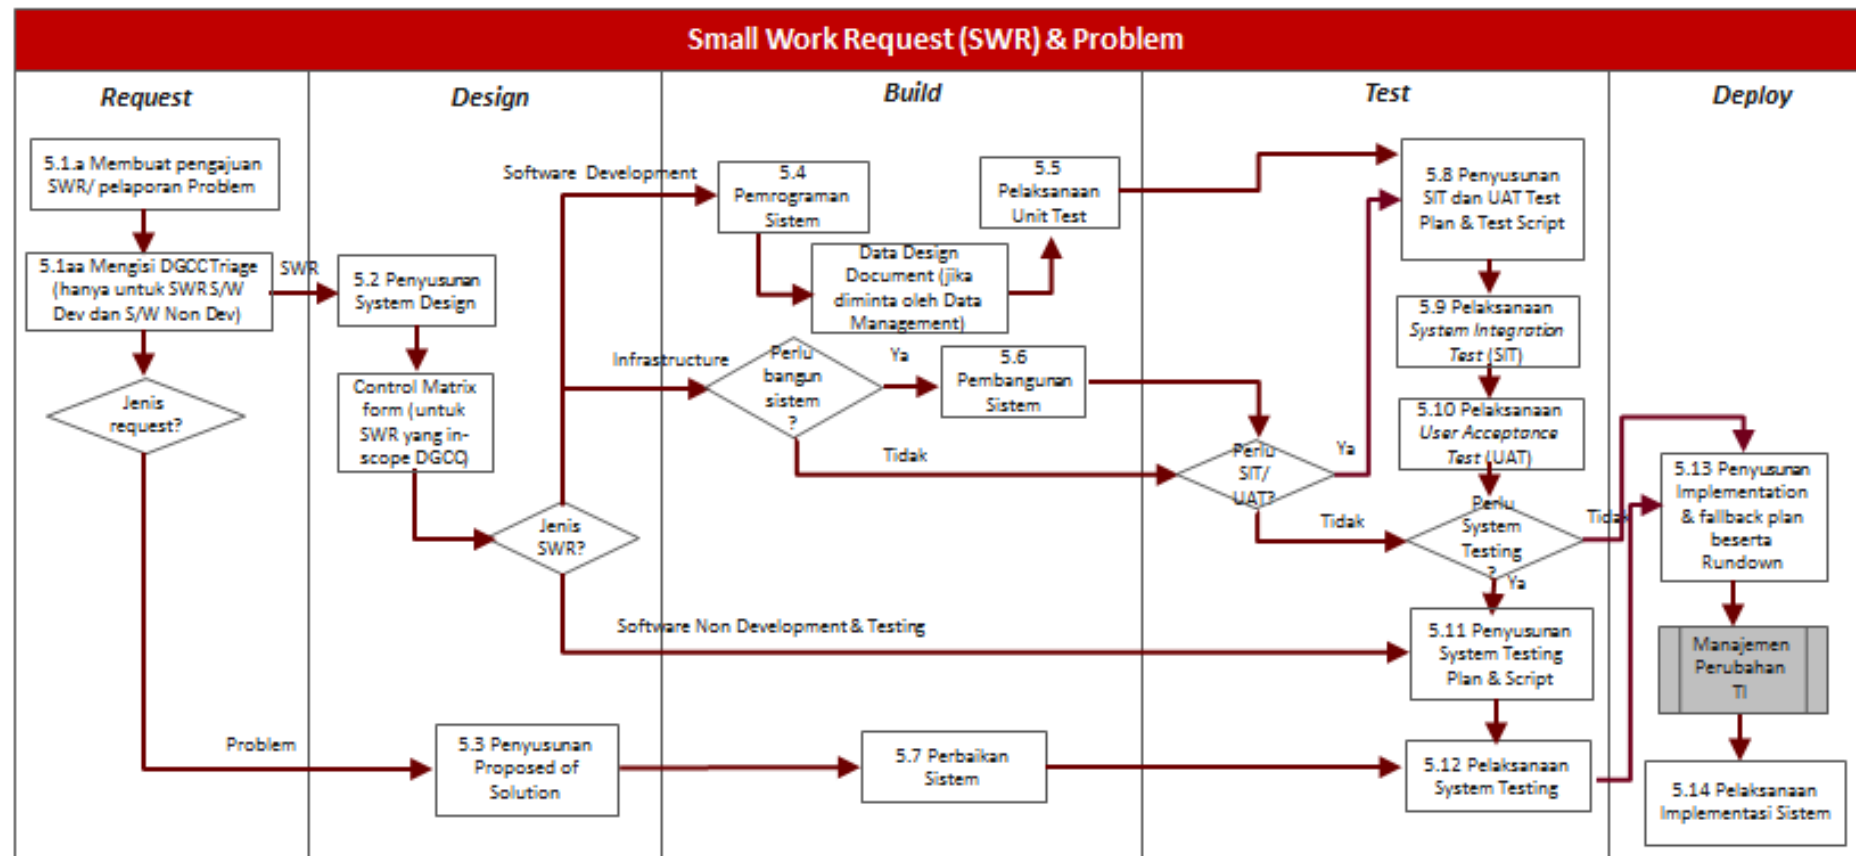 Small Work Request (SWR) & Problem
Request
Design
Build
Test
Deploy
5.1.a Membuat pengajuan
SWR/ pelaporan Problem
5.1aa Mengisi DGCC Triage
(hanya untuk SWR S/W
Dev dan S/W Non Dev)
SWR
Jenis
request?
Problem
5.2 Penyusunan
System Design
Control Matrix
form (untuk
SWR yang in-
scope DGCC)
Jenis
SWR?
Software Development
Infrastructure
Software Non Development & Testing
5.3 Penyusunan
Proposed of
Solution
5.4
Pemrograman
Sistem
Data Design
Document (jika
diminta oleh Data
Management)
5.5
Pelaksanaan
Unit Test
Perlu
bangun
sistem
?
Ya
Tidak
5.6
Pembangunan
Sistem
5.7 Perbaikan
Sistem
Perlu
SIT/
UAT?
Ya
Tidak
5.8 Penyusunan
SIT dan UAT Test
Plan & Test Script
5.9 Pelaksanaan
System Integration
Test (SIT)
5.10 Pelaksanaan
User Acceptance
Test (UAT)
Perlu
System
Testing
?
Ya
Tidak
5.11 Penyusunan
System Testing
Plan & Script
5.12 Pelaksanaan
System Testing
5.13 Penyusunan
Implementation
& fallback plan
beserta
Rundown
Manajemen
Perubahan
TI
5.14 Pelaksanaan
Implementasi Sistem